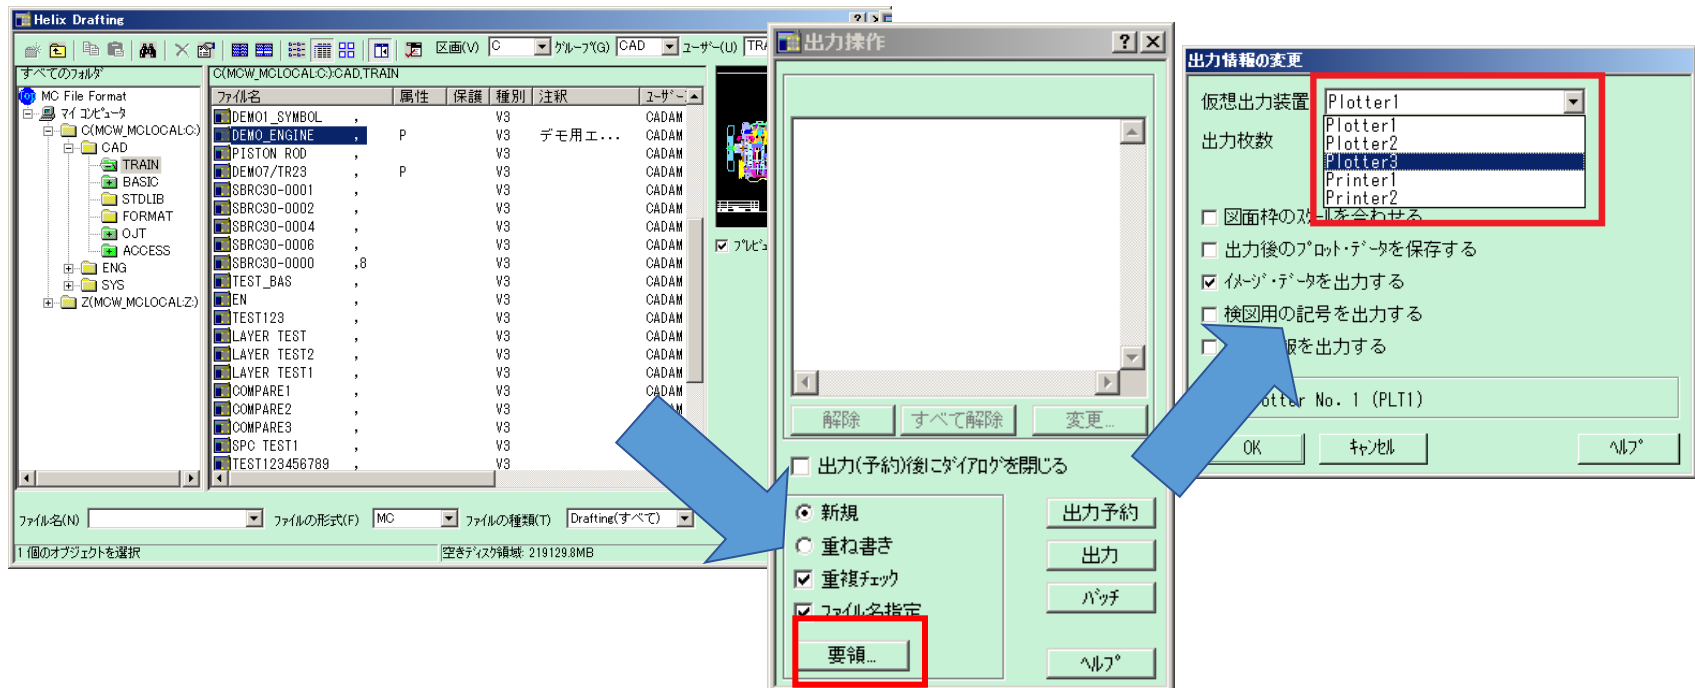 Helix Drafting
区画(V) C ｸﾞﾙｰﾌﾟ(G) CAD ﾕｰｻﾞｰ(U)
すべてのﾌｫﾙﾀﾞ
C(MCW_MCLOCAL:C:):CAD,TRAIN
MC File Format
マイ コンピュータ
C(MCW_MCLOCAL:C:)
CAD
TRAIN
BASIC
STDLIB
FORMAT
OJT
ACCESS
ENG
SYS
Z(MCW_MCLOCAL:Z:)
ﾌｧｲﾙ名 属性 保護 種別 注釈 ﾕｰｻﾞｰ
DEMO1_SYMBOL , V3 CADAM
DEMO_ENGINE , P V3 デモ用エ... CADAM
PISTON ROD , V3 CADAM
DEMO7/TR23 , P V3 CADAM
SBRC30-0001 , V3 CADAM
SBRC30-0002 , V3 CADAM
SBRC30-0004 , V3 CADAM
SBRC30-0006 , V3 CADAM
SBRC30-0000 ,8 V3 CADAM
TEST_BAS , V3 CADAM
EN , V3 CADAM
TEST123 , V3 CADAM
LAYER TEST , V3 CADAM
LAYER TEST2 , V3 CADAM
LAYER TEST1 , V3 CADAM
COMPARE1 , V3 CADAM
COMPARE2 , V3
COMPARE3 , V3
SPC TEST1 , V3
TEST123456789 , V3
ﾌｧｲﾙ名(N) ﾌｧｲﾙの形式(F) MC ﾌｧｲﾙの種類(T) Drafting(すべて)
1 個のオブジェクトを選択
空きﾃﾞｨｽｸ領域: 219129.8MB
出力操作
解除 すべて解除 変更...
出力(予約)後にﾀﾞｲｱﾛｸﾞを閉じる
新規
重ね書き
重複ﾁｪｯｸ
ﾌｧｲﾙ名指定
要領...
出力予約
出力
ﾊﾞｯﾁ
ﾍﾙﾌﾟ
出力情報の変更
仮想出力装置 Plotter1
Plotter1
Plotter2
Plotter3
Printer1
Printer2
出力枚数
図面枠のｽｹｰﾙを合わせる
出力後のﾌﾟﾛｯﾄ･ﾃﾞｰﾀを保存する
ｲﾒｰｼﾞ･ﾃﾞｰﾀを出力する
検図用の記号を出力する
報を出力する
No. 1 (PLT1)
OK ｷｬﾝｾﾙ ﾍﾙﾌﾟ